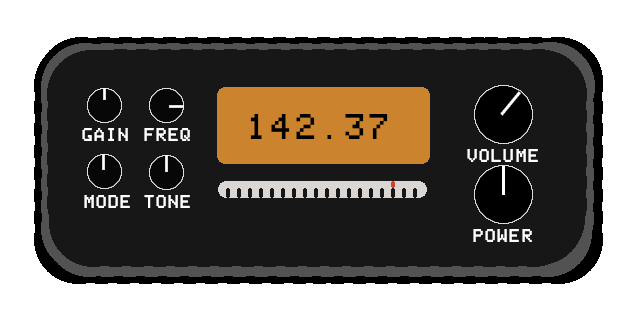 142.37
GAIN FREQ
MODE TONE
VOLUME
POWER